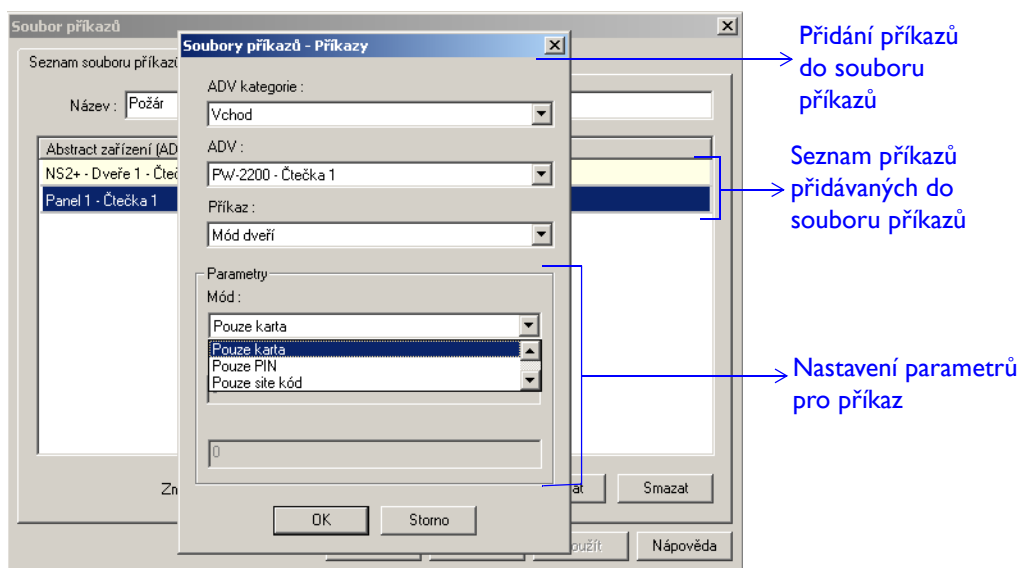 Soubor příkazů
Soubory příkazů - Příkazy
Seznam souboru příkazů
Název : Požár
Abstract zařízení (AD
NS2+ - Dveře 1 - Čteč
Panel 1 - Čtečka 1
ADV kategorie :
Vchod
ADV :
PW-2200 - Čtečka 1
Příkaz :
Mód dveří
Parametry
Mód :
Pouze karta
Pouze karta
Pouze PIN
Pouze site kód
0
Zn
at
Smazat
OK
Storno
oužít
Nápověda
Přidání příkazů
do souboru
příkazů
Seznam příkazů
přidávaných do
souboru příkazů
Nastavení parametrů
pro příkaz